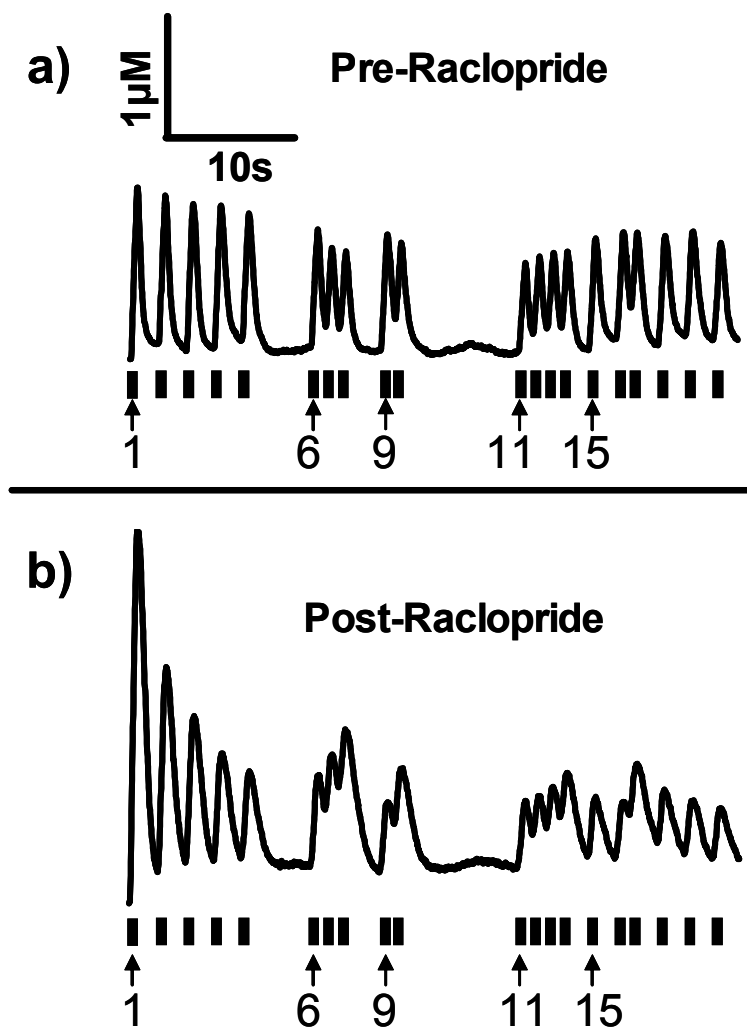 a)
Pre-Raclopride
1μM
10s
1 6 9 11 15
b)
Post-Raclopride
1 6 9 11 15